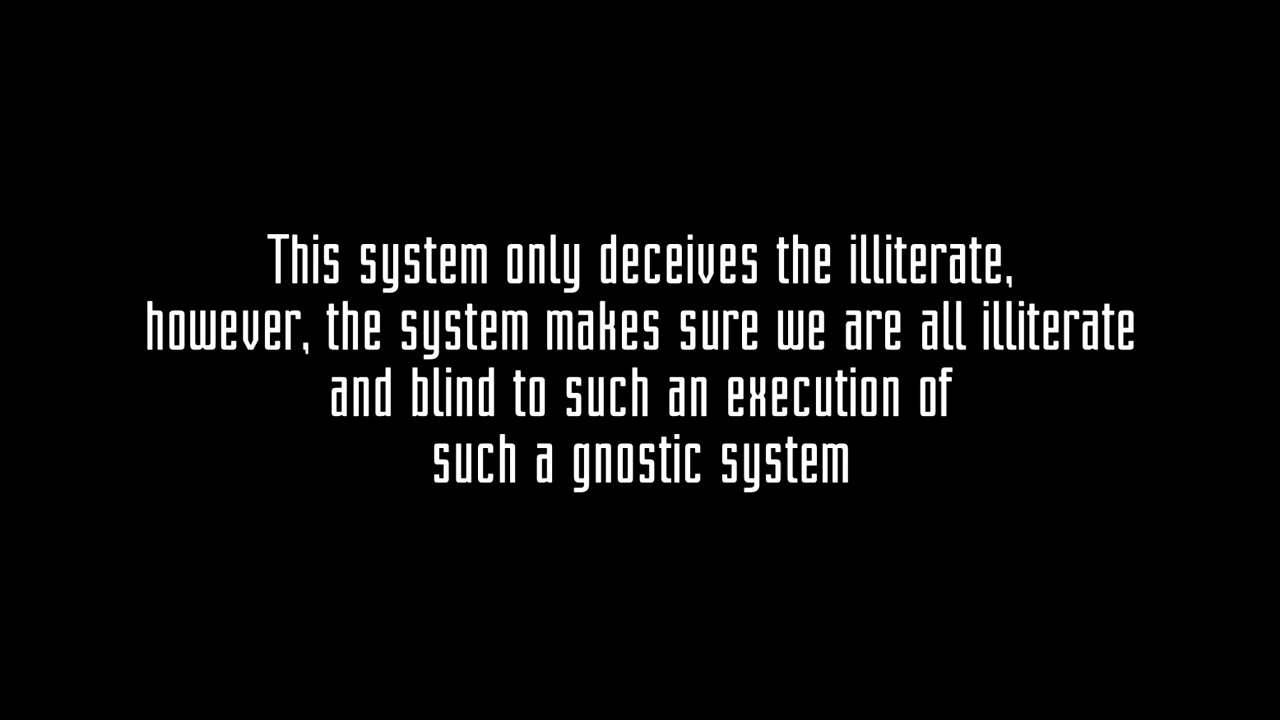 This system only deceives the illiterate,
however, the system makes sure we are all illiterate
and blind to such an execution of
such a gnostic system